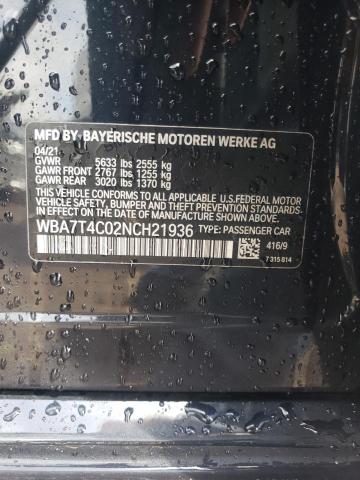 MFD BY BAYERISCHE MOTOREN WERKE AG
04/21
GVWR 5633 lbs 2555 kg
GAWR FRONT 2767 lbs 1255 kg
GAWR REAR 3020 lbs 1370 kg
THIS VEHICLE CONFORMS TO ALL APPLICABLE U.S.FEDERAL MOTOR
VEHICLE SAFETY, BUMPER AND THEFT PREVENTION STANDARDS
IN EFFECT ON THE DATE OF MANUFACTURE SHOWN ABOVE.
WBA7T4C02NCH21936 TYPE: PASSENGER CAR
416/9
7 315 814